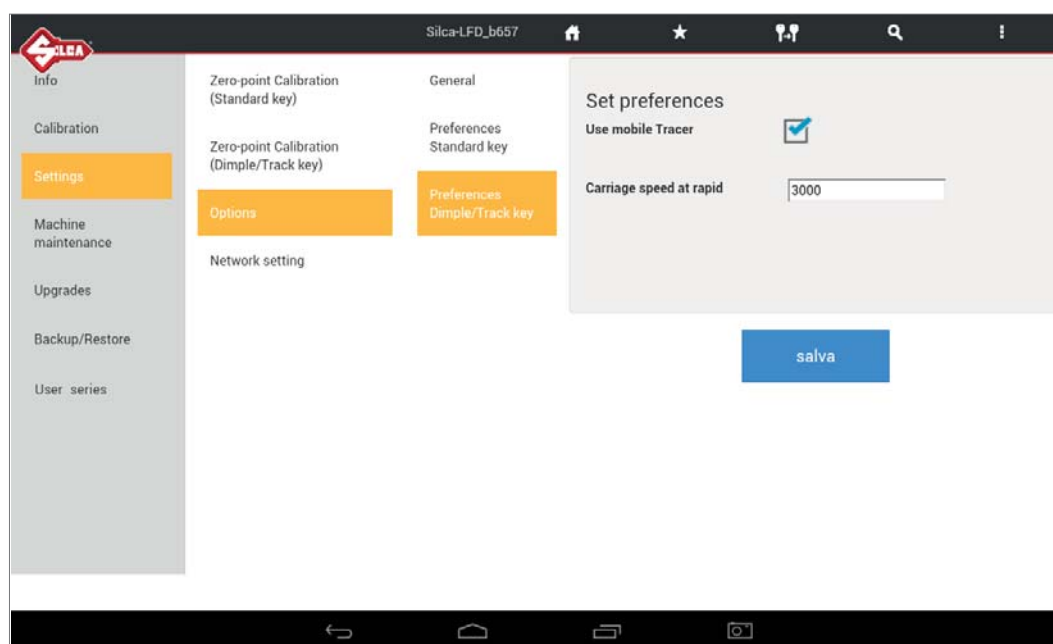 Silca-LFD_b657
SILCA
Info
Calibration
Settings
Machine
maintenance
Upgrades
Backup/Restore
User series
Zero-point Calibration
(Standard key)
Zero-point Calibration
(Dimple/Track key)
Options
Network setting
General
Preferences
Standard key
Preferences
Dimple/Track key
Set preferences
Use mobile Tracer
Carriage speed at rapid
3000
salva